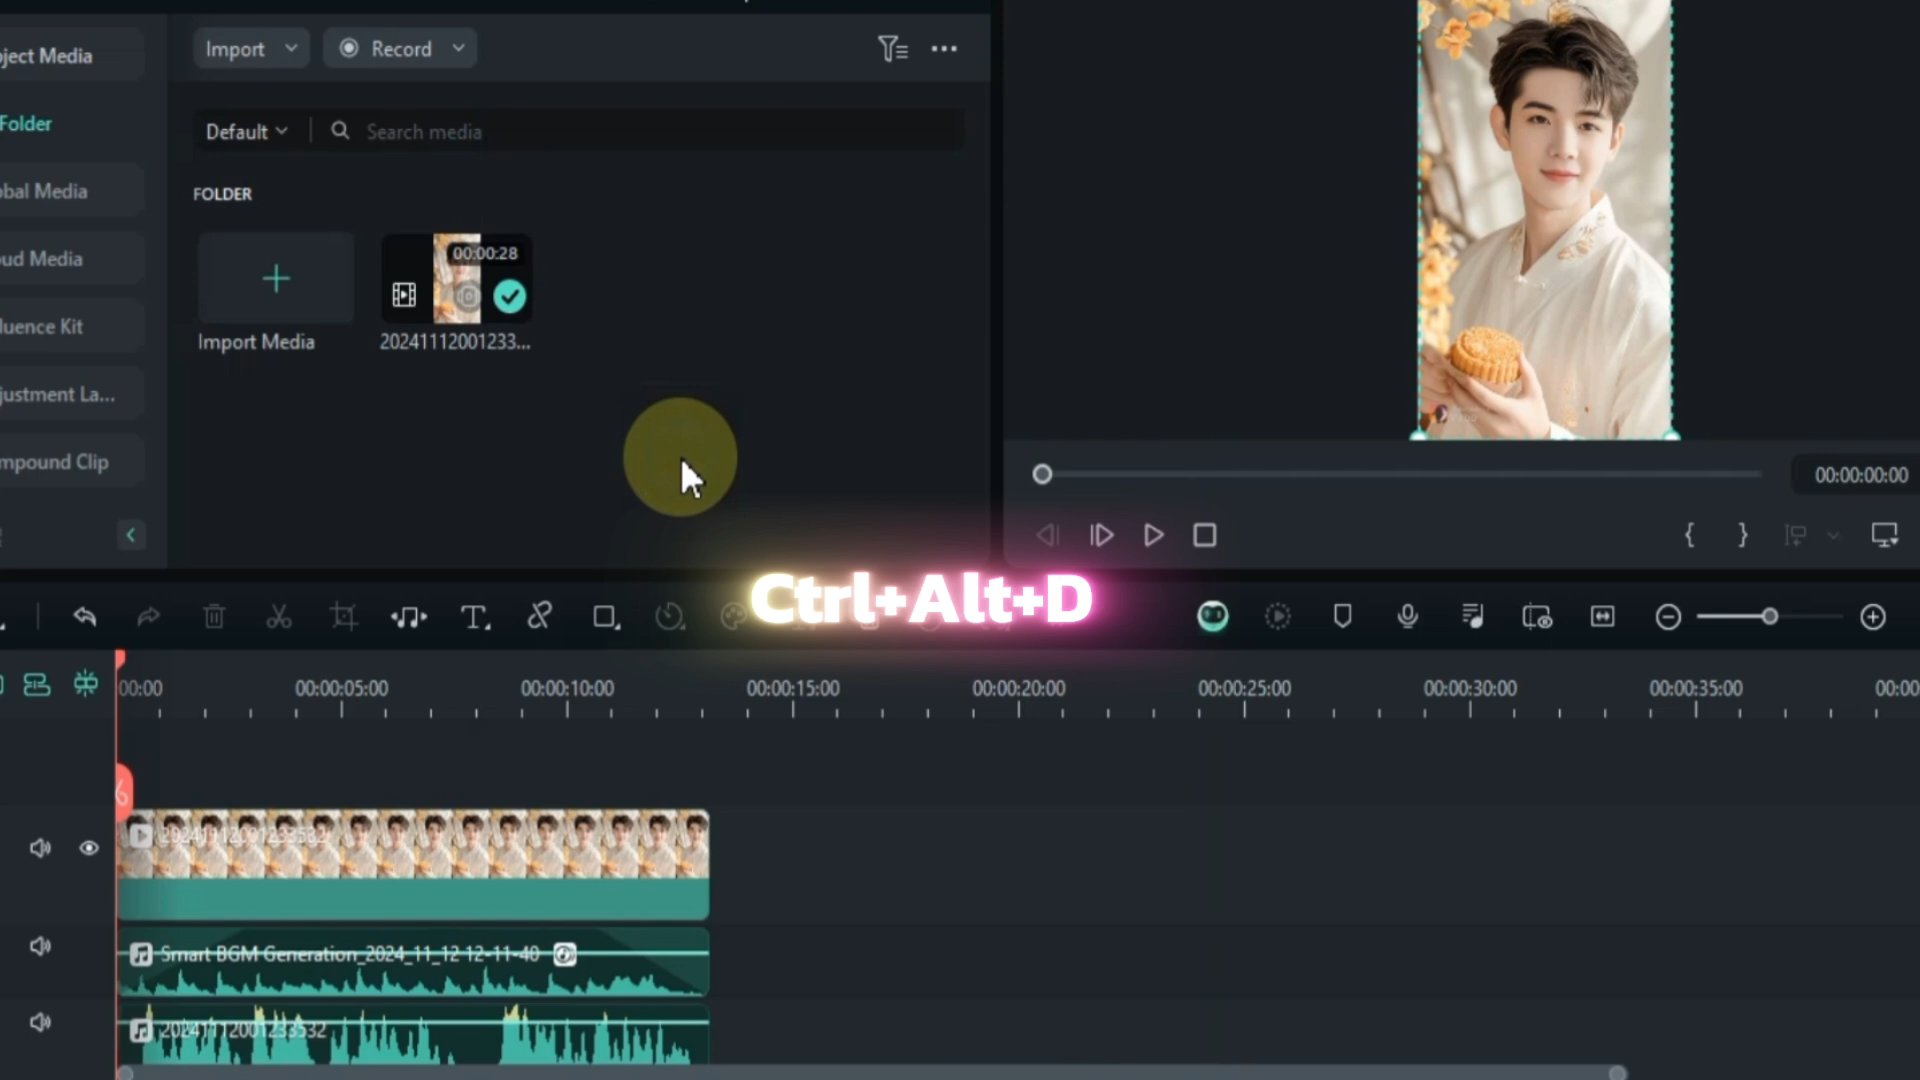 ject Media
Import
Record
Folder
Default
Search media
bal Media
FOLDER
ud Media
00:00:28
Import Media
20241112001233...
luence Kit
justment La...
mpound Clip
00:00:00:00
Ctrl+Alt+D
00:00
00:00:05:00
00:00:10:00
00:00:15:00
00:00:20:00
00:00:25:00
00:00:30:00
00:00:35:00
00:00
20241112001233532
Smart BGM Generation_2024_11_12 12-11-40
20241112001233532